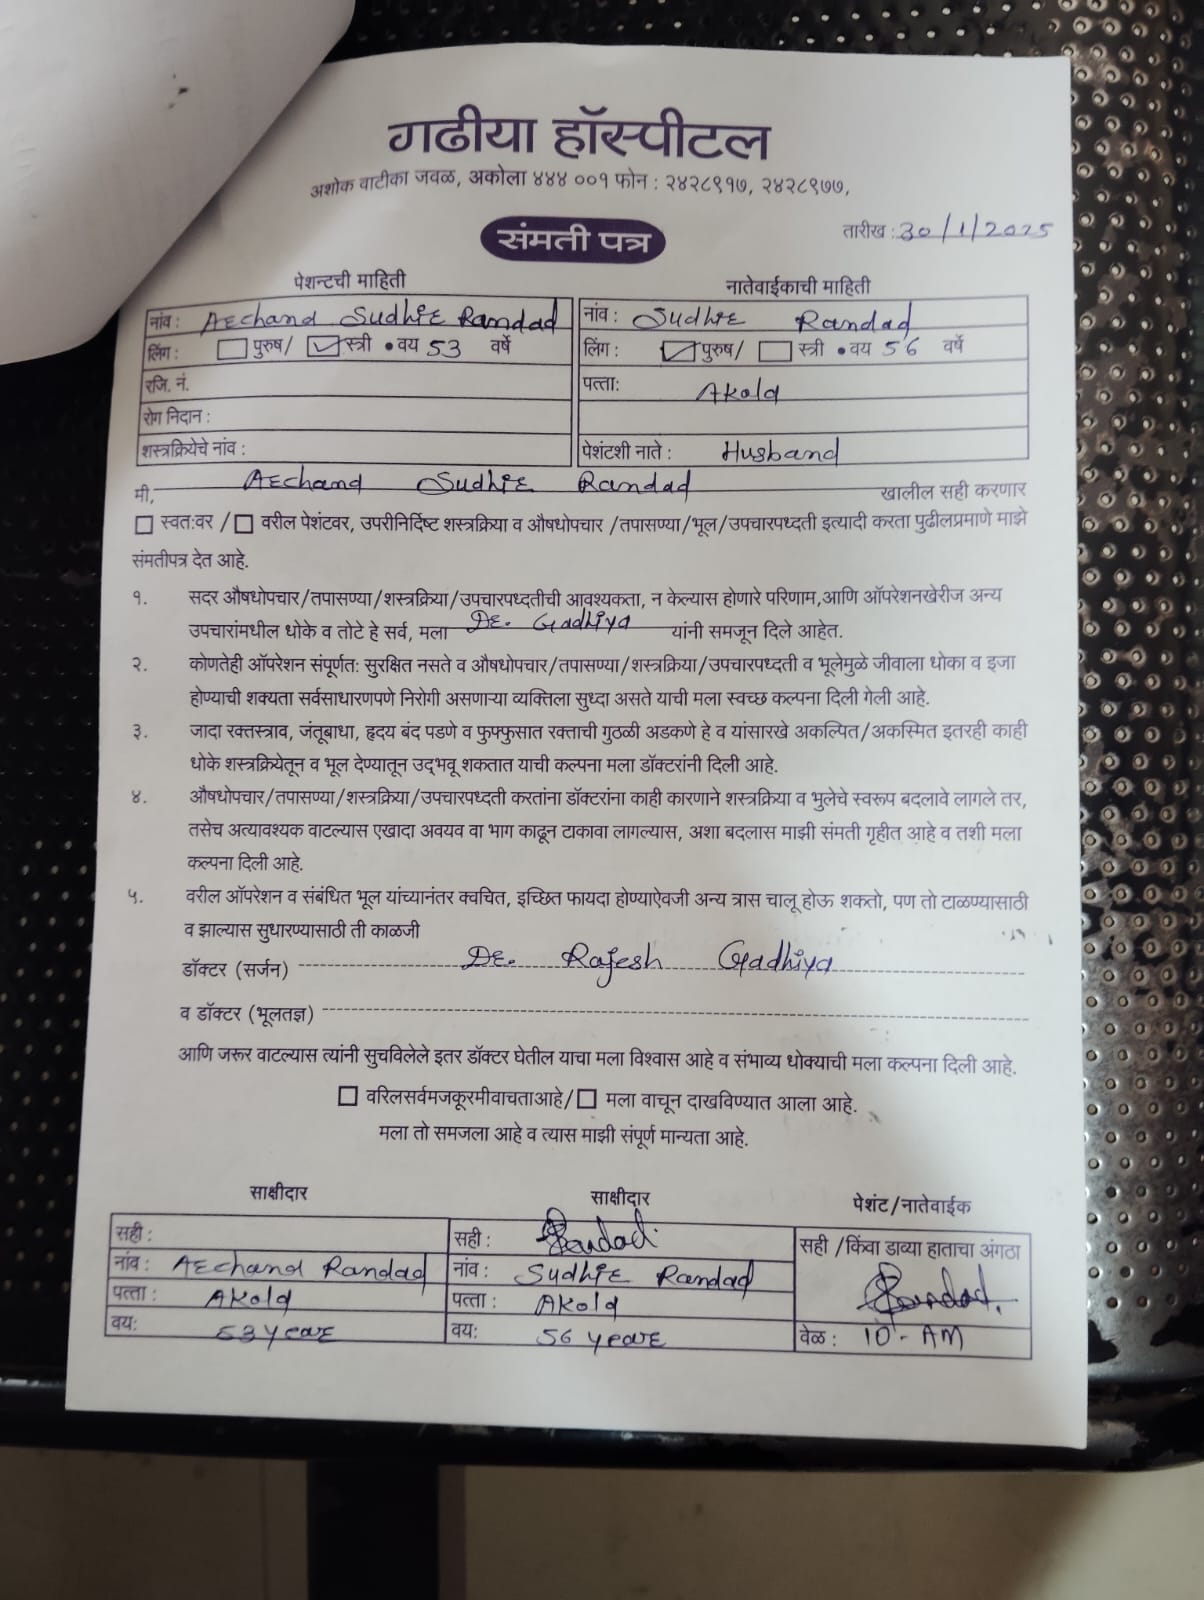 गढीया हॉस्पीटल
अशोक वाटीका जवळ, अकोला ४४४ ००१ फोन : २४२८९१७, २४२८९७७,
संमती पत्र
तारीख : 30/1/2025
पेशन्टची माहिती
नातेवाईकाची माहिती
नांव : Archand Sudhir Randad
नांव : Sudhir Randad
लिंग : पुरुष/ स्त्री • वय 53 वर्षे
लिंग : पुरुष/ स्त्री • वय 56 वर्षे
रजि. नं.
पत्ता: Akola
रोग निदान :
शस्त्रक्रियेचे नांव :
पेशंटशी नाते : Husband
मी, Archand Sudhir Randad खालील सही करणार
स्वत:वर / वरील पेशंटवर, उपरीनिर्दिष्ट शस्त्रक्रिया व औषधोपचार /तपासण्या/भूल/उपचारपध्दती इत्यादी करता पुढीलप्रमाणे माझे
संमतीपत्र देत आहे.
१. सदर औषधोपचार/तपासण्या/शस्त्रक्रिया/उपचारपध्दतीची आवश्यकता, न केल्यास होणारे परिणाम,आणि ऑपरेशनखेरीज अन्य
उपचारांमधील धोके व तोटे हे सर्व, मला Dr. Gadhiya यांनी समजून दिले आहेत.
२. कोणतेही ऑपरेशन संपूर्णत: सुरक्षित नसते व औषधोपचार/तपासण्या/शस्त्रक्रिया/उपचारपध्दती व भूलेमुळे जीवाला धोका व इजा
होण्याची शक्यता सर्वसाधारणपणे निरोगी असणाऱ्या व्यक्तिला सुध्दा असते याची मला स्वच्छ कल्पना दिली गेली आहे.
३. जादा रक्तस्त्राव, जंतूबाधा, हृदय बंद पडणे व फुफ्फुसात रक्ताची गुठळी अडकणे हे व यांसारखे अकल्पित/अकस्मित इतरही काही
धोके शस्त्रक्रियेतून व भूल देण्यातून उद्‌भवू शकतात याची कल्पना मला डॉक्टरांनी दिली आहे.
४. औषधोपचार/तपासण्या/शस्त्रक्रिया/उपचारपध्दती करतांना डॉक्टरांना काही कारणाने शस्त्रक्रिया व भुलेचे स्वरूप बदलावे लागले तर,
तसेच अत्यावश्यक वाटल्यास एखादा अवयव वा भाग काढून टाकावा लागल्यास, अशा बदलास माझी संमती गृहीत आहे व तशी मला
कल्पना दिली आहे.
५. वरील ऑपरेशन व संबंधित भूल यांच्यानंतर क्वचित, इच्छित फायदा होण्याऐवजी अन्य त्रास चालू होऊ शकतो, पण तो टाळण्यासाठी
व झाल्यास सुधारण्यासाठी ती काळजी
डॉक्टर (सर्जन) Dr. Rajesh Gadhiya
व डॉक्टर (भूलतज्ञ)
आणि जरूर वाटल्यास त्यांनी सुचविलेले इतर डॉक्टर घेतील याचा मला विश्वास आहे व संभाव्य धोक्याची मला कल्पना दिली आहे.
वरिलसर्वमजकूरमीवाचताआहे/ मला वाचून दाखविण्यात आला आहे.
मला तो समजला आहे व त्यास माझी संपूर्ण मान्यता आहे.
साक्षीदार
साक्षीदार
पेशंट/नातेवाईक
सही :
सही : Randad
सही /किंवा डाव्या हाताचा अंगठा
नांव : Archand Randad
नांव : Sudhir Randad
Randad
पत्ता : Akola
पत्ता : Akola
वय: 53 year
वय: 56 year
वेळ : 10 - AM